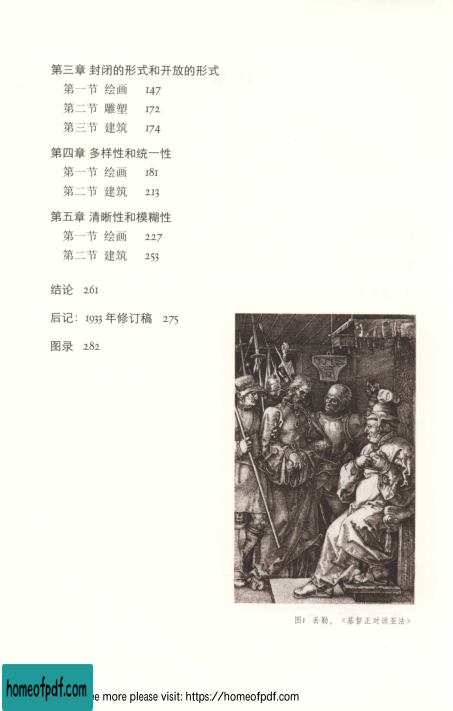 第三章 封闭的形式和开放的形式
第一节 绘画 147
第二节 雕塑 172
第三节 建筑 174
第四章 多样性和统一性
第一节 绘画 181
第二节 建筑 213
第五章 清晰性和模糊性
第一节 绘画 227
第二节 建筑 253
结论 261
后记：1933 年修订稿 275
图录 282
图1 丢勒，《基督正对该亚法》
homeofpdf.com
ee more please visit: https://homeofpdf.com